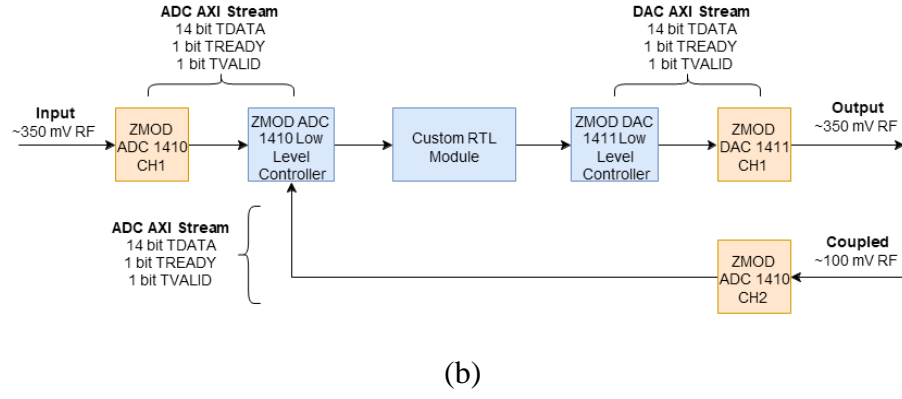 ADC AXI Stream
14 bit TDATA
1 bit TREADY
1 bit TVALID
DAC AXI Stream
14 bit TDATA
1 bit TREADY
1 bit TVALID
Input
~350 mV RF
ZMOD
ADC 1410
CH1
ZMOD ADC
1410 Low
Level
Controller
Custom RTL
Module
ZMOD DAC
1411Low
Level
Controller
ZMOD
DAC 1411
CH1
Output
~350 mV RF
ADC AXI Stream
14 bit TDATA
1 bit TREADY
1 bit TVALID
ZMOD
ADC 1410
CH2
Coupled
~100 mV RF
(b)